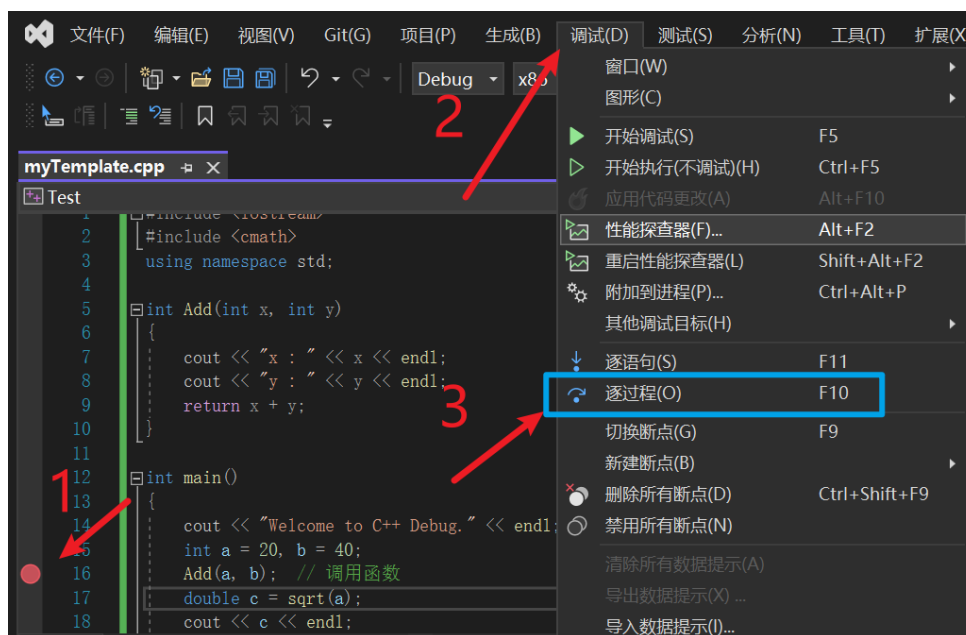 文件(F) 编辑(E) 视图(V) Git(G) 项目(P) 生成(B) 调试(D) 测试(S) 分析(N) 工具(T) 扩展(X
Debug x86
myTemplate.cpp
Test
1 #include <iostream>
2 #include <cmath>
3 using namespace std;
4
5 int Add(int x, int y)
6 {
7 cout << "x : " << x << endl;
8 cout << "y : " << y << endl;
9 return x + y;
10 }
11
12 int main()
13 {
14 cout << "Welcome to C++ Debug." << endl;
15 int a = 20, b = 40;
16 Add(a, b); // 调用函数
17 double c = sqrt(a);
18 cout << c << endl;
窗口(W)
图形(C)
开始调试(S) F5
开始执行(不调试)(H) Ctrl+F5
应用代码更改(A) Alt+F10
性能探查器(F)... Alt+F2
重启性能探查器(L) Shift+Alt+F2
附加到进程(P)... Ctrl+Alt+P
其他调试目标(H)
逐语句(S) F11
逐过程(O) F10
切换断点(G) F9
新建断点(B)
删除所有断点(D) Ctrl+Shift+F9
禁用所有断点(N)
清除所有数据提示(A)
导出数据提示(X) ...
导入数据提示(I)...
1
2
3